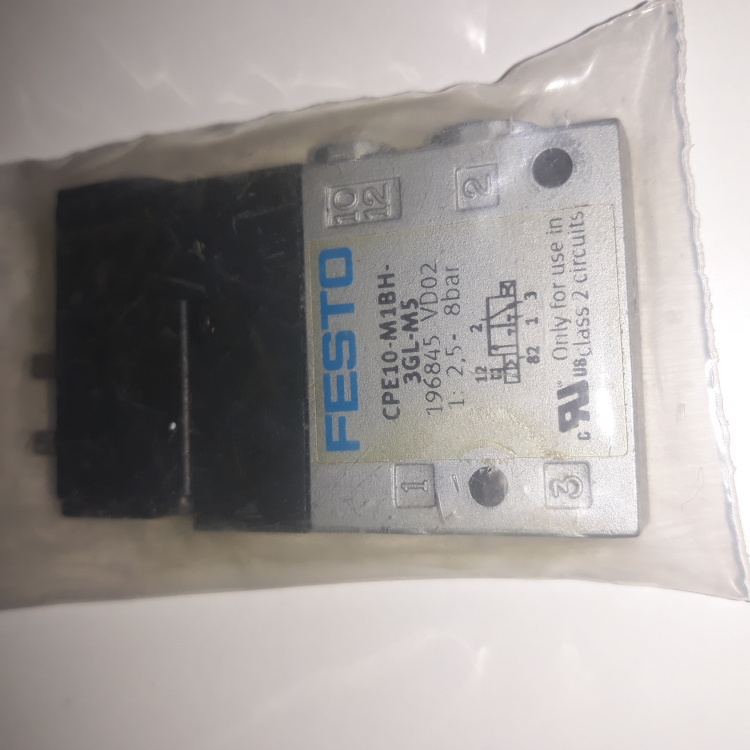 10
12
2
FESTO
CPE10-M1BH-
3GL-M5
196845 VD02
1: 2,5- 8bar
2
12
82 1 3
c UR us
Only for use in
class 2 circuits
1
3